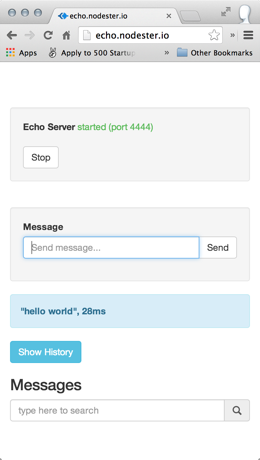 echo.nodester.io
echo.nodester.io
Apps
Apply to 500 Startup
Other Bookmarks
Echo Server started (port 4444)
Stop
Message
Send message...
Send
"hello world", 28ms
Show History
Messages
type here to search